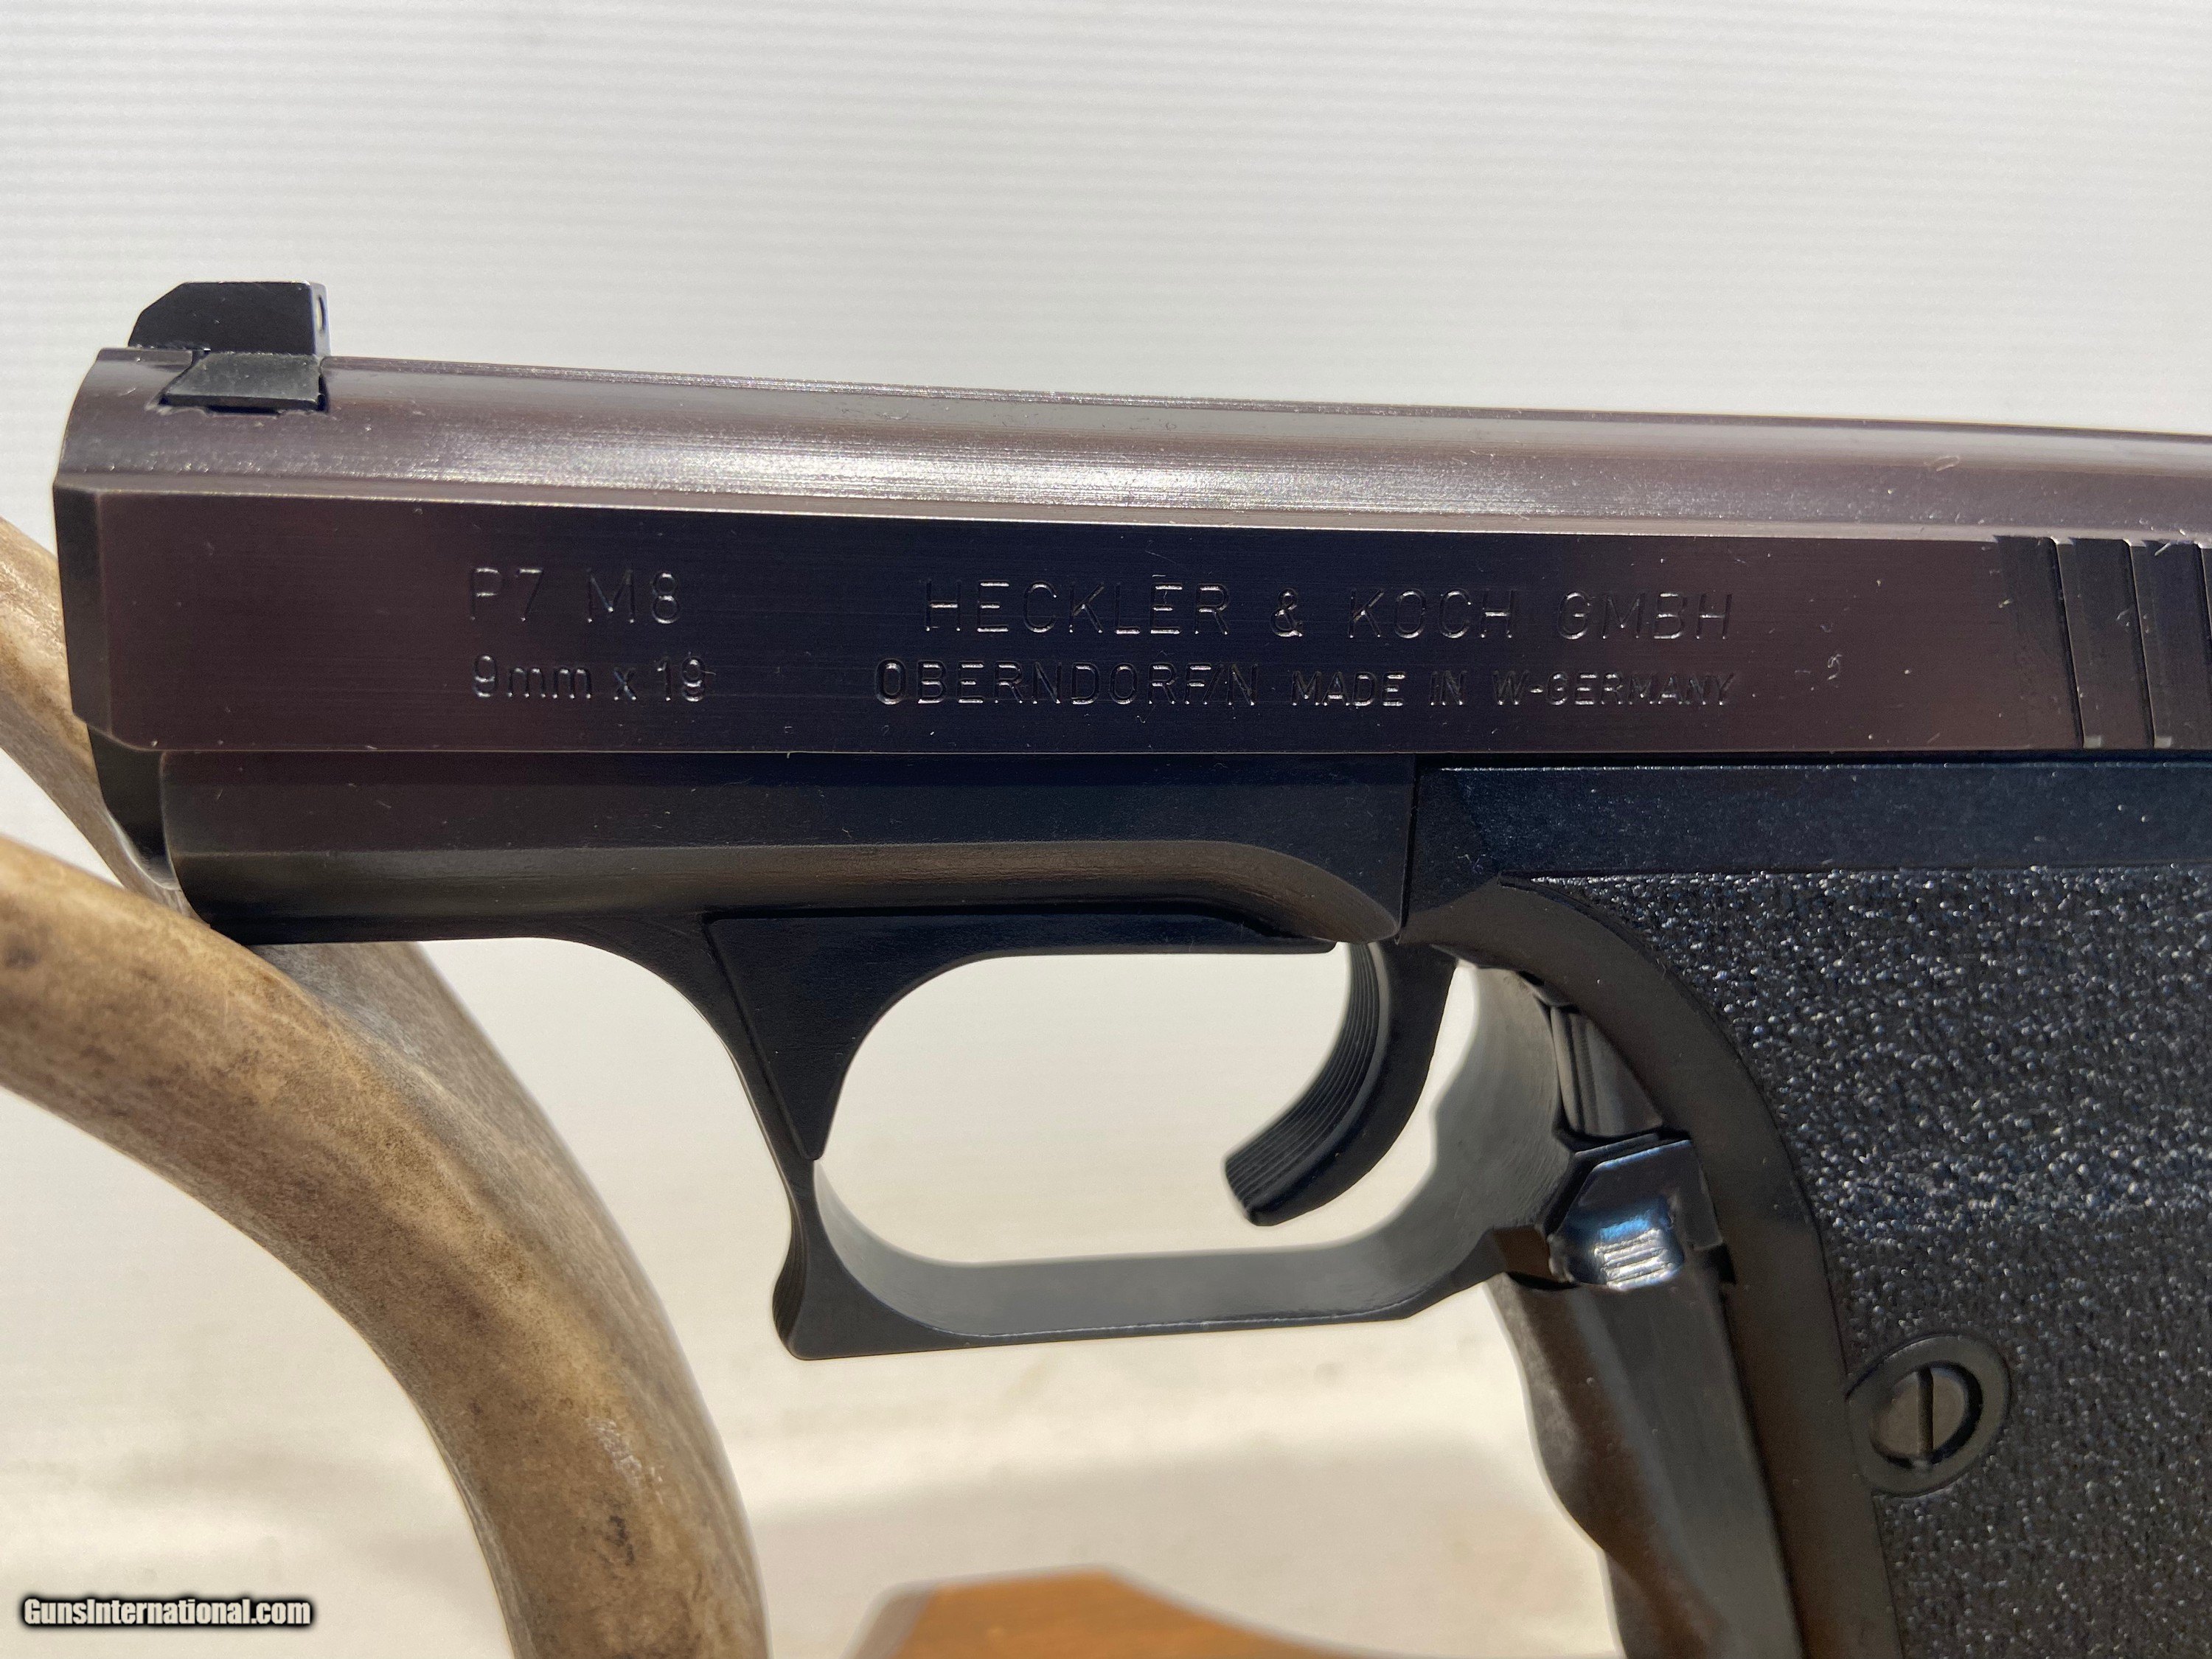 P7 M8 HECKLER & KOCH GMBH
9mm x 19 OBERNDORF/N MADE IN W-GERMANY
GunsInternational.com